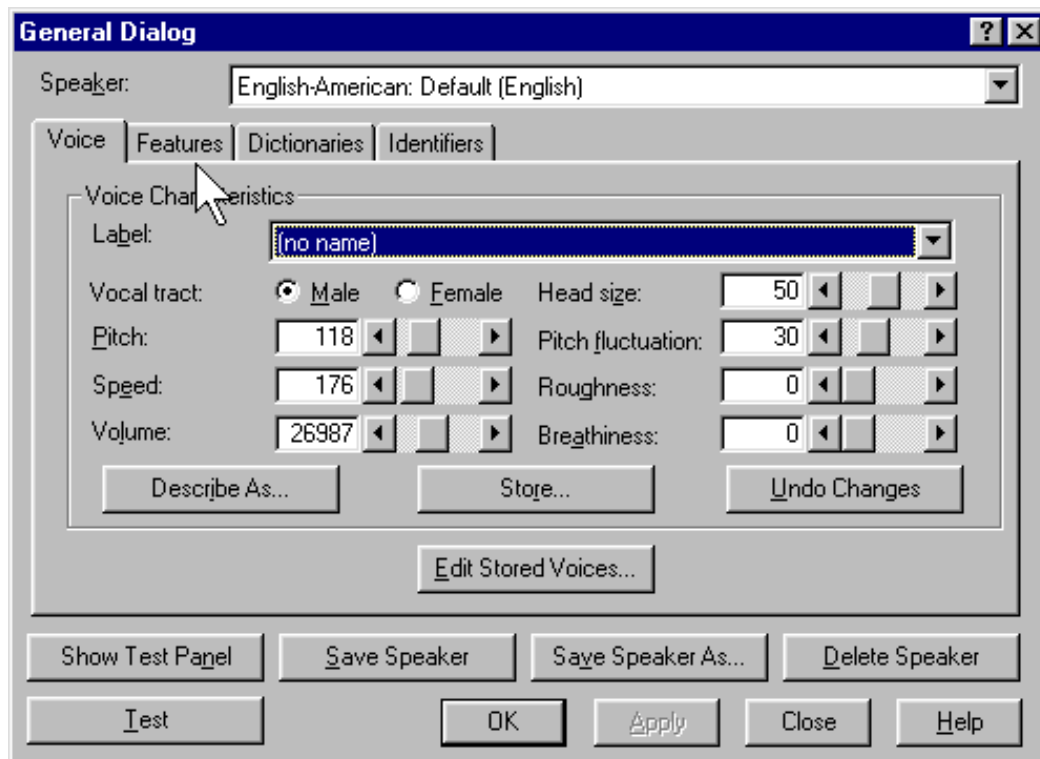 General Dialog
Speaker: English-American: Default (English)
Voice Features Dictionaries Identifiers
Voice Characteristics
Label: (no name)
Vocal tract: Male Female Head size: 50
Pitch: 118 Pitch fluctuation: 30
Speed: 176 Roughness: 0
Volume: 26987 Breathiness: 0
Describe As... Store... Undo Changes
Edit Stored Voices...
Show Test Panel Save Speaker Save Speaker As... Delete Speaker
Test OK Apply Close Help